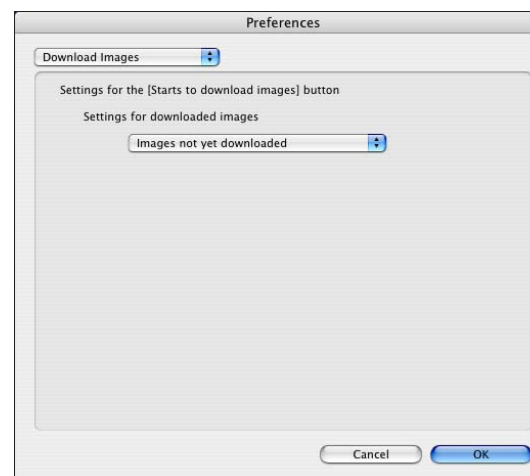 Preferences
Download Images
Settings for the [Starts to download images] button
Settings for downloaded images
Images not yet downloaded
Cancel
OK